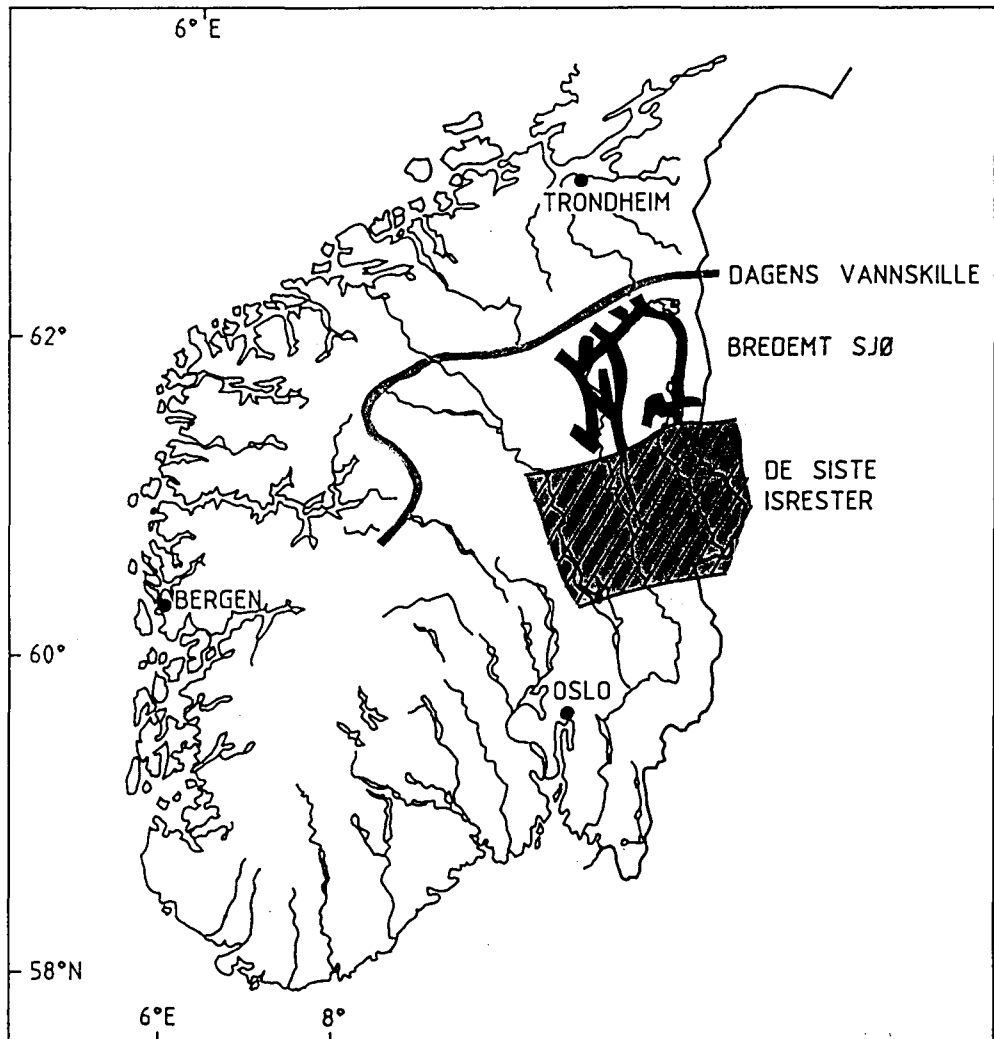 6° E
TRONDHEIM
DAGENS VANNSKILLE
62°
BREDEMT SJØ
DE SISTE
ISRESTER
BERGEN
60°
OSLO
58°N
6°E 8°